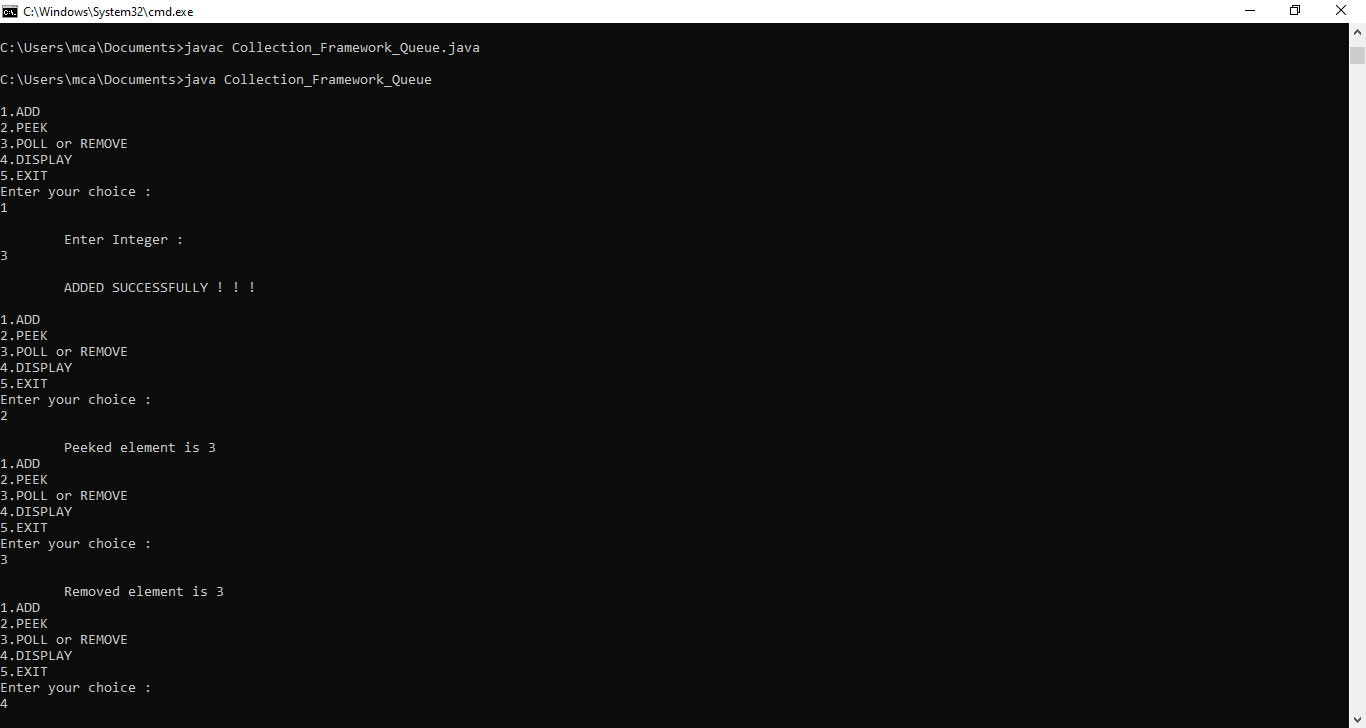 C:\Windows\System32\cmd.exe
C:\Users\mca\Documents>javac Collection_Framework_Queue.java
C:\Users\mca\Documents>java Collection_Framework_Queue
1.ADD
2.PEEK
3.POLL or REMOVE
4.DISPLAY
5.EXIT
Enter your choice :
1
Enter Integer :
3
ADDED SUCCESSFULLY ! ! !
1.ADD
2.PEEK
3.POLL or REMOVE
4.DISPLAY
5.EXIT
Enter your choice :
2
Peeked element is 3
1.ADD
2.PEEK
3.POLL or REMOVE
4.DISPLAY
5.EXIT
Enter your choice :
3
Removed element is 3
1.ADD
2.PEEK
3.POLL or REMOVE
4.DISPLAY
5.EXIT
Enter your choice :
4